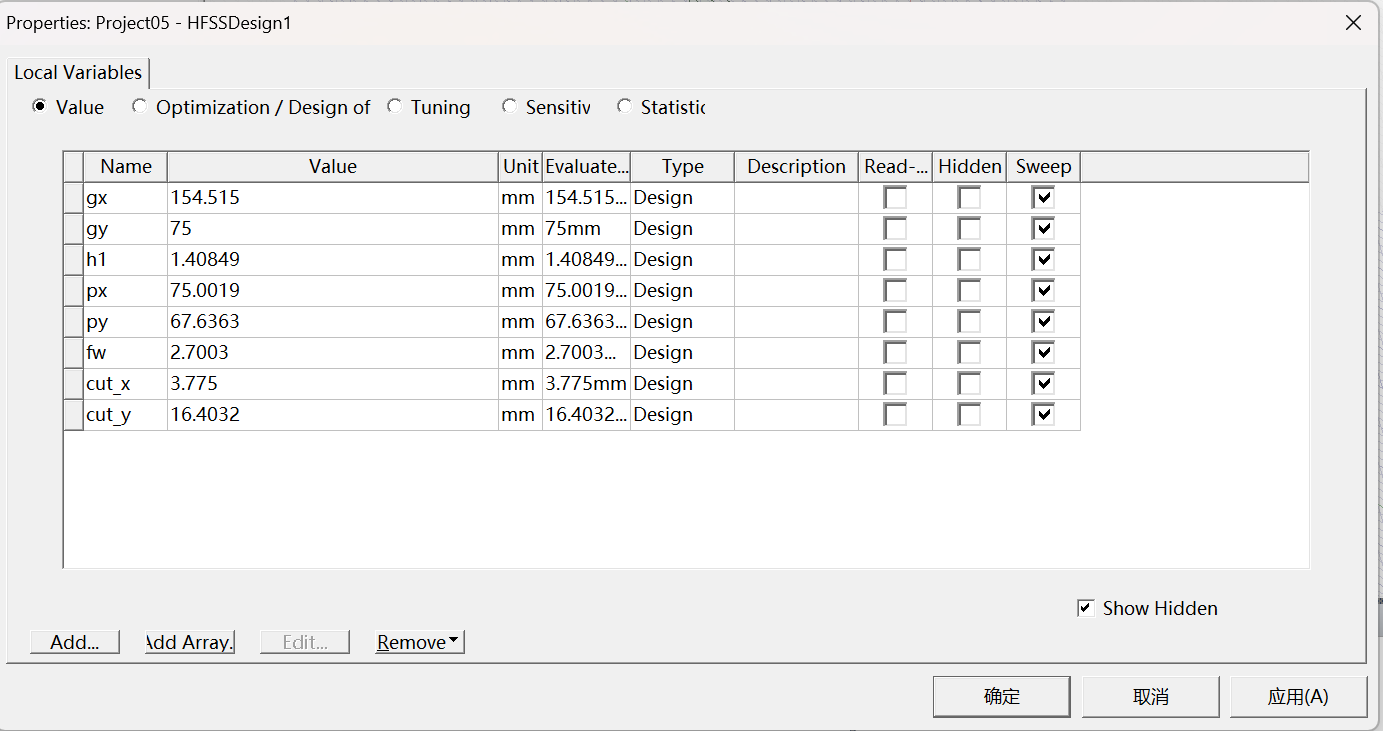 Properties: Project05 - HFSSDesign1
Local Variables
Value Optimization / Design of Tuning Sensitiv Statistic
Name Value Unit Evaluate... Type Description Read-... Hidden Sweep
gx 154.515 mm 154.515... Design
gy 75 mm 75mm Design
h1 1.40849 mm 1.40849... Design
px 75.0019 mm 75.0019... Design
py 67.6363 mm 67.6363... Design
fw 2.7003 mm 2.7003... Design
cut_x 3.775 mm 3.775mm Design
cut_y 16.4032 mm 16.4032... Design
Show Hidden
Add... Add Array. Edit... Remove
确定 取消 应用(A)